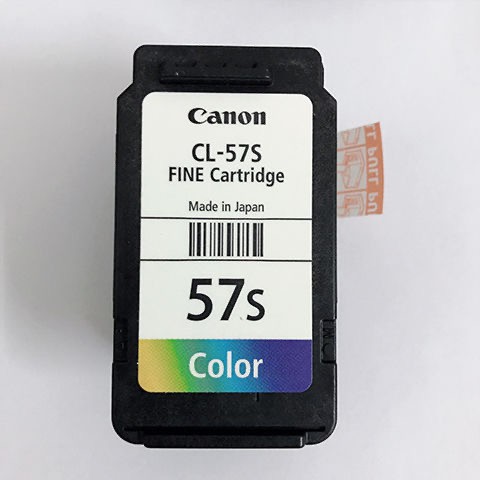 Canon
CL-57S
FINE Cartridge
Made in Japan
57s
Color